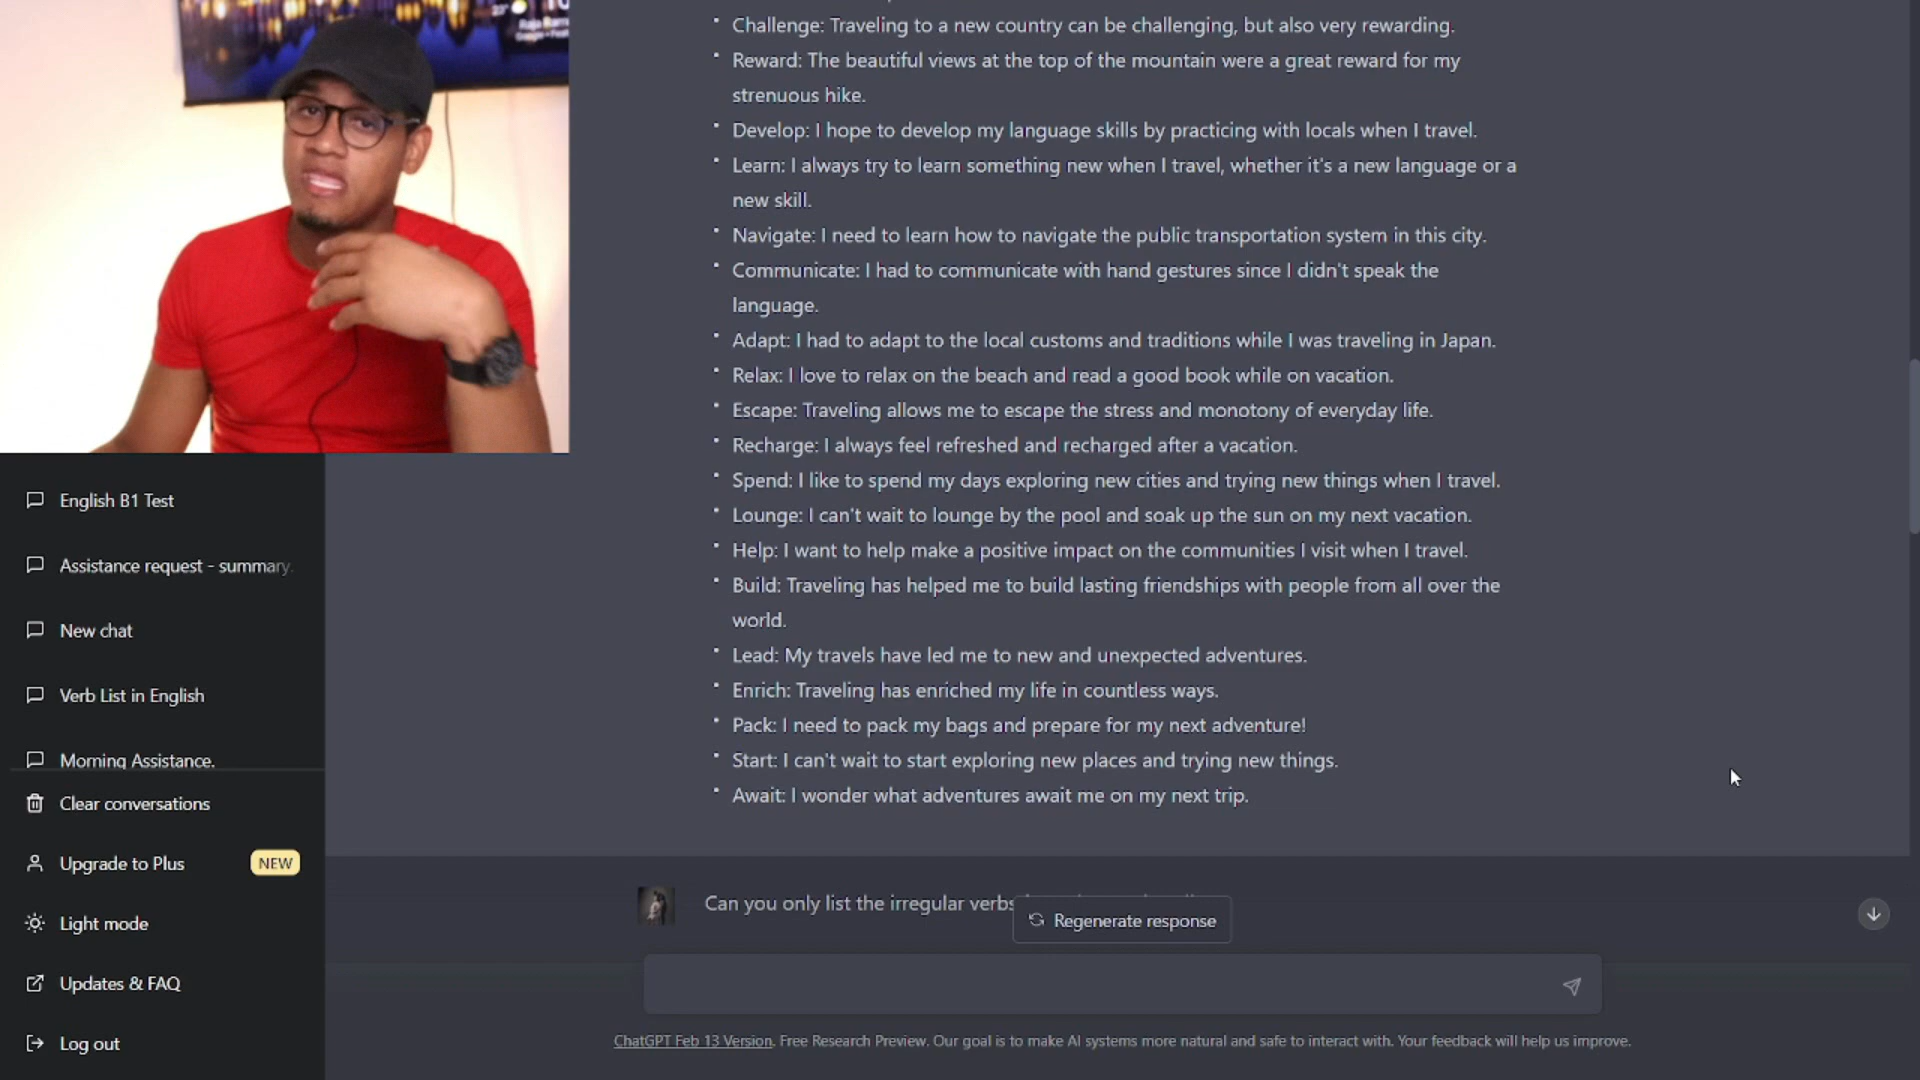 Challenge: Traveling to a new country can be challenging, but also very rewarding.
Reward: The beautiful views at the top of the mountain were a great reward for my
strenuous hike.
Develop: I hope to develop my language skills by practicing with locals when I travel.
Learn: I always try to learn something new when I travel, whether it's a new language or a
new skill.
Navigate: I need to learn how to navigate the public transportation system in this city.
Communicate: I had to communicate with hand gestures since I didn't speak the
language.
Adapt: I had to adapt to the local customs and traditions while I was traveling in Japan.
Relax: I love to relax on the beach and read a good book while on vacation.
Escape: Traveling allows me to escape the stress and monotony of everyday life.
Recharge: I always feel refreshed and recharged after a vacation.
Spend: I like to spend my days exploring new cities and trying new things when I travel.
Lounge: I can't wait to lounge by the pool and soak up the sun on my next vacation.
Help: I want to help make a positive impact on the communities I visit when I travel.
Build: Traveling has helped me to build lasting friendships with people from all over the
world.
Lead: My travels have led me to new and unexpected adventures.
Enrich: Traveling has enriched my life in countless ways.
Pack: I need to pack my bags and prepare for my next adventure!
Start: I can't wait to start exploring new places and trying new things.
Await: I wonder what adventures await me on my next trip.
English B1 Test
Assistance request - summary.
New chat
Verb List in English
Morning Assistance.
Clear conversations
Upgrade to Plus NEW
Light mode
Updates & FAQ
Log out
Can you only list the irregular verbs
Regenerate response
ChatGPT Feb 13 Version. Free Research Preview. Our goal is to make AI systems more natural and safe to interact with. Your feedback will help us improve.